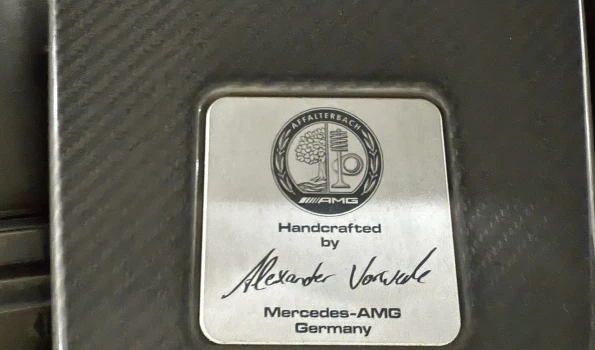 AFFALTERBACH
AMG
Handcrafted
by
Alexander
Mercedes-AMG
Germany